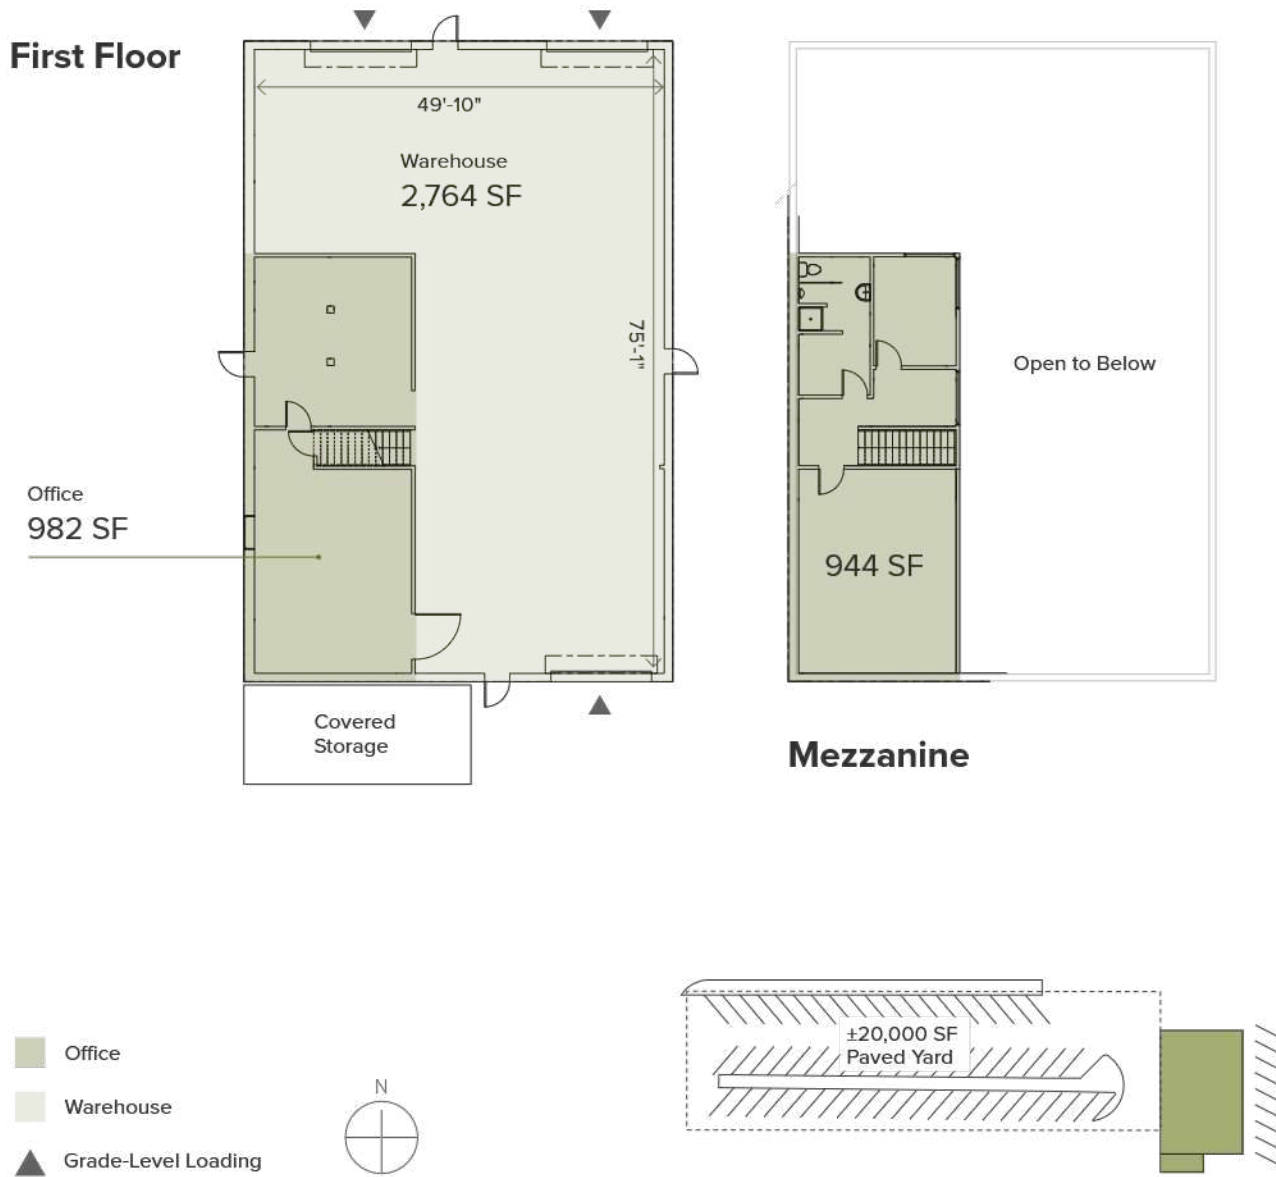 First Floor
49'-10"
Warehouse
2,764 SF
75'-1"
Open to Below
Office
982 SF
944 SF
Covered
Storage
Mezzanine
±20,000 SF
Paved Yard
Office
Warehouse
Grade-Level Loading
N